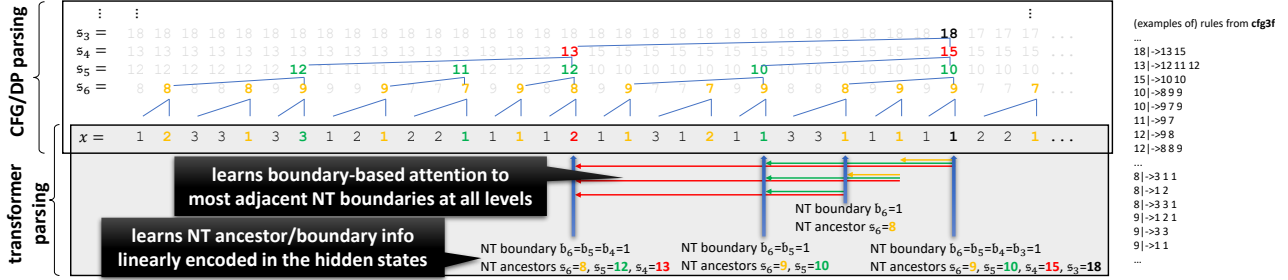 CFG/DP parsing
⋮ ⋮ ⋮
s₃ = 18 18 18 18 18 18 18 18 18 18 18 18 18 18 18 18 18 18 18 18 18 18 18 18 18 18 18 18 18 18 18 17 17 17 ...
s₄ = 13 13 13 13 13 13 13 13 13 13 13 13 13 13 13 13 13 15 15 15 15 15 15 15 15 15 15 15 15 15 15 ...
s₅ = 12 12 12 12 12 12 12 11 11 11 11 11 11 12 12 12 12 10 10 10 10 10 10 10 10 10 10 10 10 10 10 ...
s₆ = 8 8 8 8 8 9 9 9 9 9 7 7 7 9 9 8 8 9 9 7 7 7 9 9 8 8 8 9 9 9 9 7 7 7 ...
x = 1 2 3 3 1 3 3 1 2 1 2 2 1 1 1 1 2 1 1 3 1 2 1 1 3 3 1 1 1 1 1 2 2 1 ...
transformer parsing
learns boundary-based attention to
most adjacent NT boundaries at all levels
learns NT ancestor/boundary info
linearly encoded in the hidden states
NT boundary b₆=1
NT ancestor s₆=8
NT boundary b₆=b₅=b₄=1
NT ancestors s₆=8, s₅=12, s₄=13
NT boundary b₆=b₅=1
NT ancestors s₆=9, s₅=10
NT boundary b₆=b₅=b₄=b₃=1
NT ancestors s₆=9, s₅=10, s₄=15, s₃=18
(examples of) rules from cfg3f
...
18|->13 15
13|->12 11 12
15|->10 10
10|->8 9 9
10|->9 7 9
11|->9 7
12|->9 8
12|->8 8 9
...
8|->3 1 1
8|->1 2
8|->3 3 1
9|->1 2 1
9|->3 3
9|->1 1
...